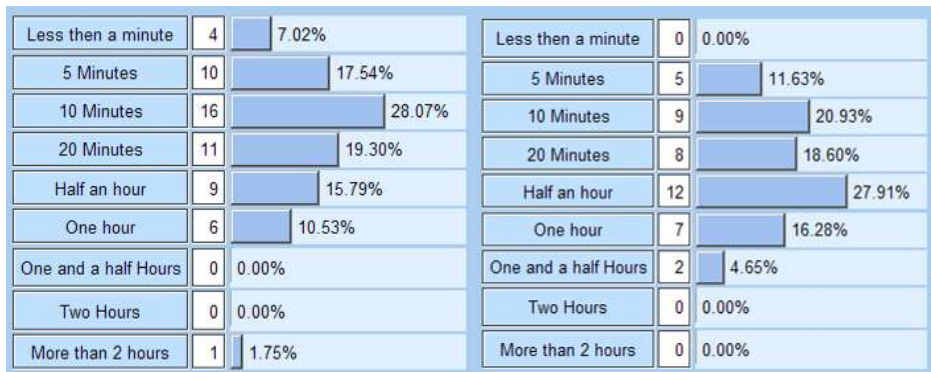 Less then a minute 4 7.02%
5 Minutes 10 17.54%
10 Minutes 16 28.07%
20 Minutes 11 19.30%
Half an hour 9 15.79%
One hour 6 10.53%
One and a half Hours 0 0.00%
Two Hours 0 0.00%
More than 2 hours 1 1.75%
Less then a minute 0 0.00%
5 Minutes 5 11.63%
10 Minutes 9 20.93%
20 Minutes 8 18.60%
Half an hour 12 27.91%
One hour 7 16.28%
One and a half Hours 2 4.65%
Two Hours 0 0.00%
More than 2 hours 0 0.00%